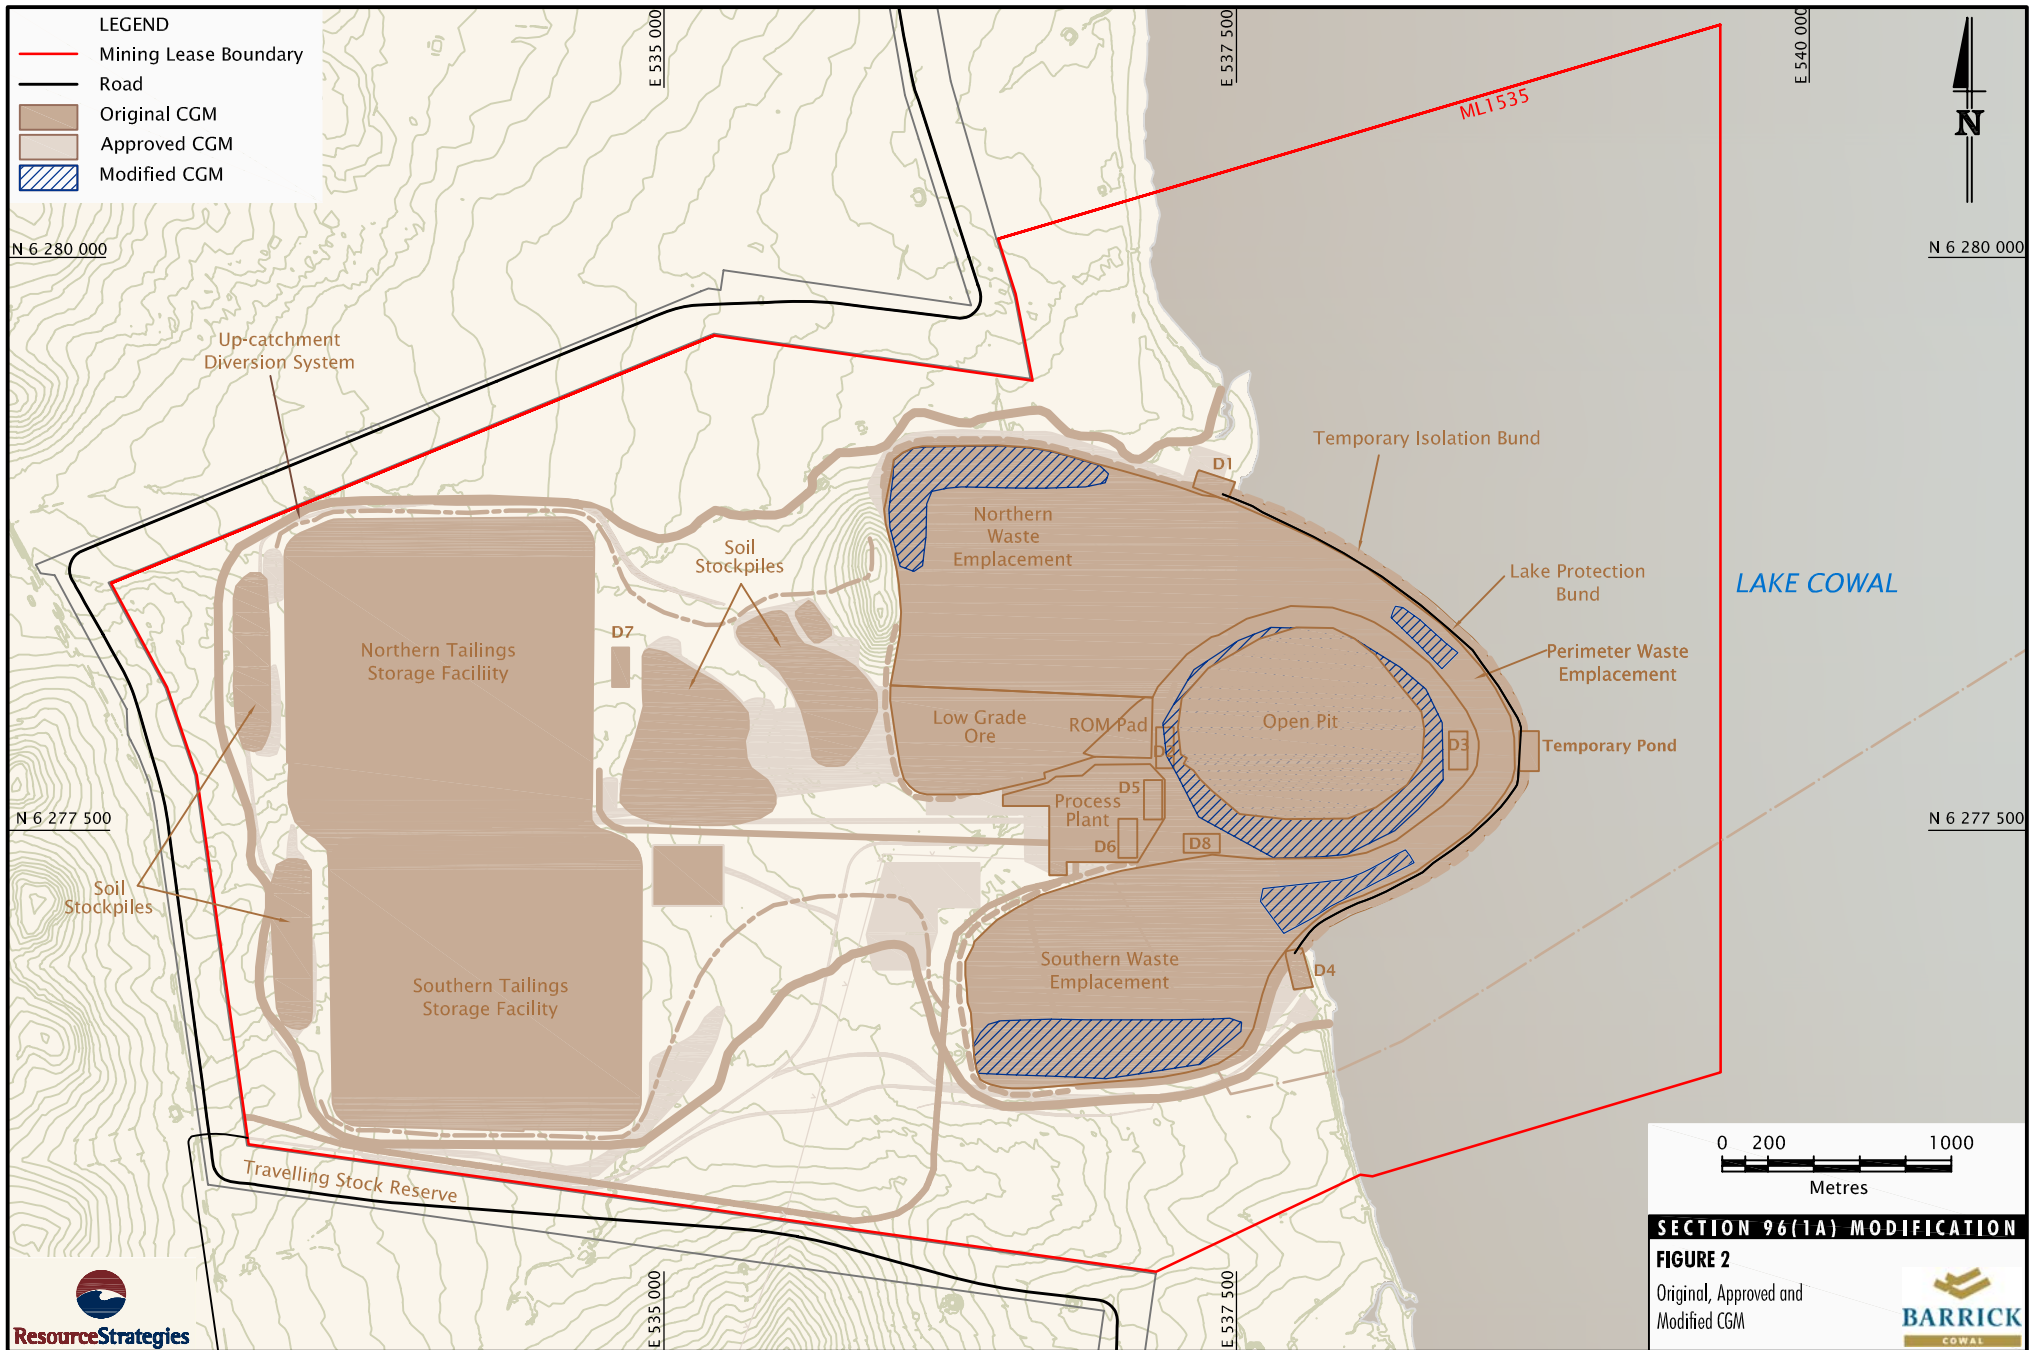 LEGEND
Mining Lease Boundary
Road
Original CGM
Approved CGM
Modified CGM
E 535 000
E 537 500
E 540 000
ML1535
N
N 6 280 000
N 6 280 000
Up-catchment
Diversion System
Temporary Isolation Bund
D1
Northern
Waste
Emplacement
Soil
Stockpiles
Lake Protection
Bund
LAKE COWAL
D7
Northern Tailings
Storage Faciliity
Perimeter Waste
Emplacement
Low Grade
Ore
ROM Pad
Open Pit
D3
Temporary Pond
D5
Process
Plant
D6
D8
N 6 277 500
N 6 277 500
Soil
Stockpiles
Southern Waste
Emplacement
D4
Southern Tailings
Storage Facility
Travelling Stock Reserve
E 535 000
E 537 500
0 200 1000
Metres
SECTION 96(1A) MODIFICATION
FIGURE 2
Original, Approved and
Modified CGM
BARRICK
COWAL
ResourceStrategies